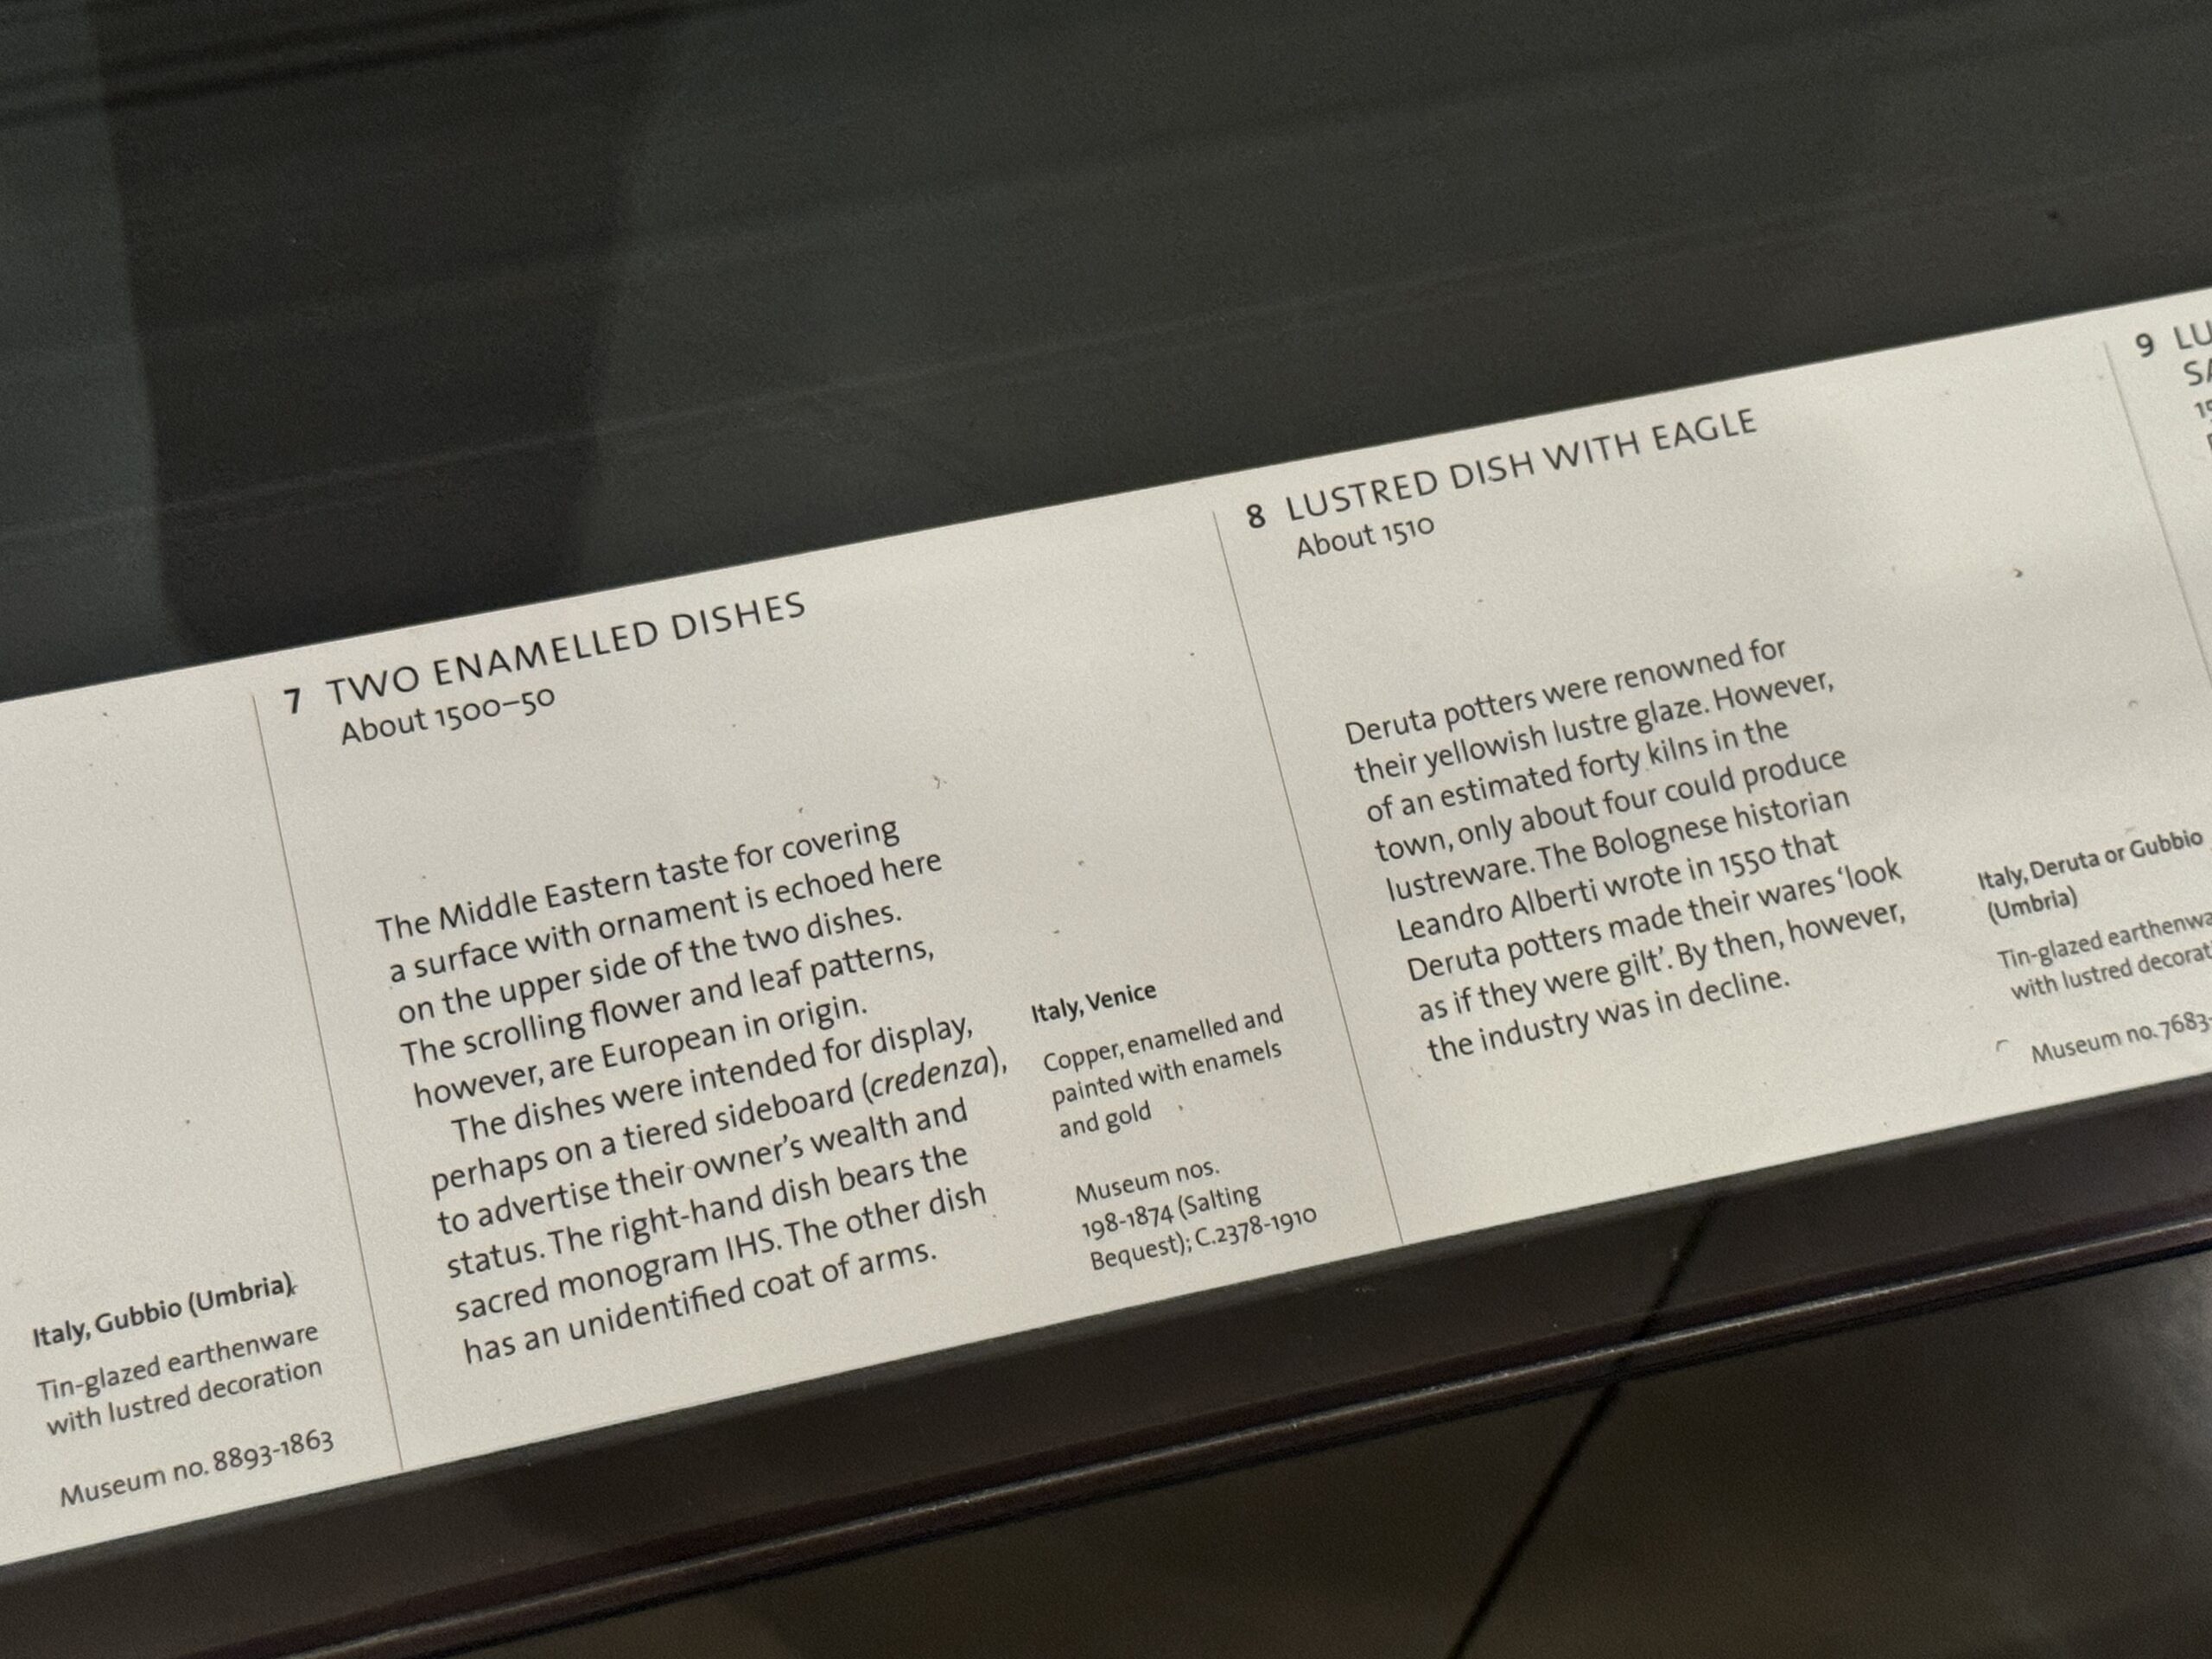 Italy, Gubbio (Umbria)
Tin-glazed earthenware
with lustred decoration
Museum no. 8893-1863
7 TWO ENAMELLED DISHES
About 1500–50
The Middle Eastern taste for covering
a surface with ornament is echoed here
on the upper side of the two dishes.
The scrolling flower and leaf patterns,
however, are European in origin.
The dishes were intended for display,
perhaps on a tiered sideboard (credenza),
to advertise their owner’s wealth and
status. The right-hand dish bears the
sacred monogram IHS. The other dish
has an unidentified coat of arms.
Italy, Venice
Copper, enamelled and
painted with enamels
and gold
Museum nos.
198-1874 (Salting
Bequest); C.2378-1910
8 LUSTRED DISH WITH EAGLE
About 1510
Deruta potters were renowned for
their yellowish lustre glaze. However,
of an estimated forty kilns in the
town, only about four could produce
lustreware. The Bolognese historian
Leandro Alberti wrote in 1550 that
Deruta potters made their wares ‘look
as if they were gilt’. By then, however,
the industry was in decline.
Italy, Deruta or Gubbio
(Umbria)
Tin-glazed
with lustred
Museum no. 7683-
9